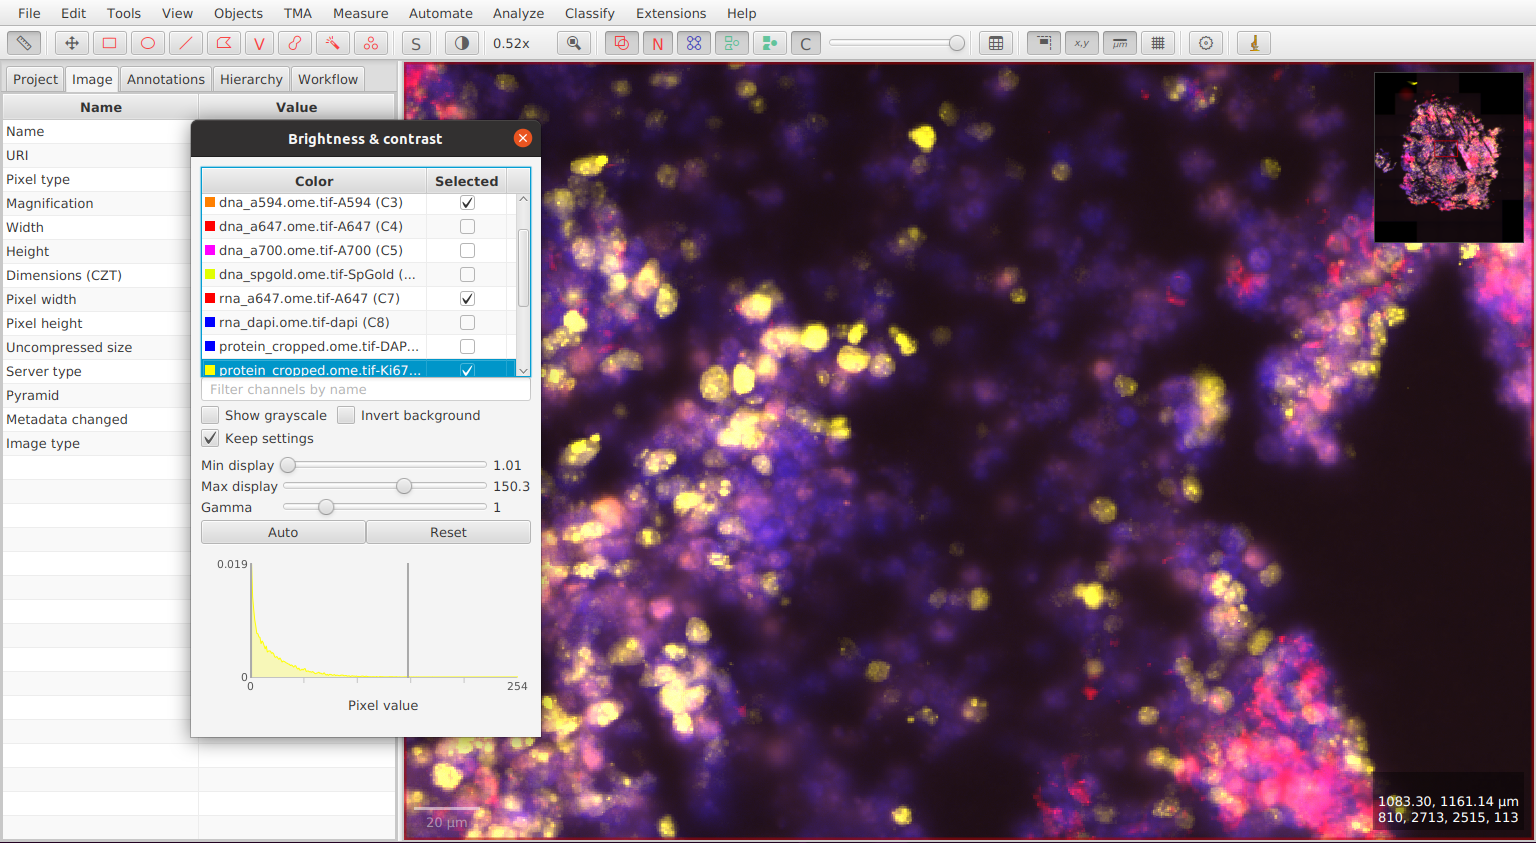 File Edit Tools View Objects TMA Measure Automate Analyze Classify Extensions Help
V S 0.52x N C x,y μm
Project Image Annotations Hierarchy Workflow
Name Value
Name
URI
Pixel type
Magnification
Width
Height
Dimensions (CZT)
Pixel width
Pixel height
Uncompressed size
Server type
Pyramid
Metadata changed
Image type
Brightness & contrast
Color Selected
dna_a594.ome.tif-A594 (C3)
dna_a647.ome.tif-A647 (C4)
dna_a700.ome.tif-A700 (C5)
dna_spgold.ome.tif-SpGold (...
rna_a647.ome.tif-A647 (C7)
rna_dapi.ome.tif-dapi (C8)
protein_cropped.ome.tif-DAP...
protein_cropped.ome.tif-Ki67...
Filter channels by name
Show grayscale Invert background
Keep settings
Min display 1.01
Max display 150.3
Gamma 1
Auto Reset
0.019
0
0 254
Pixel value
20 μm
1083.30, 1161.14 μm
810, 2713, 2515, 113